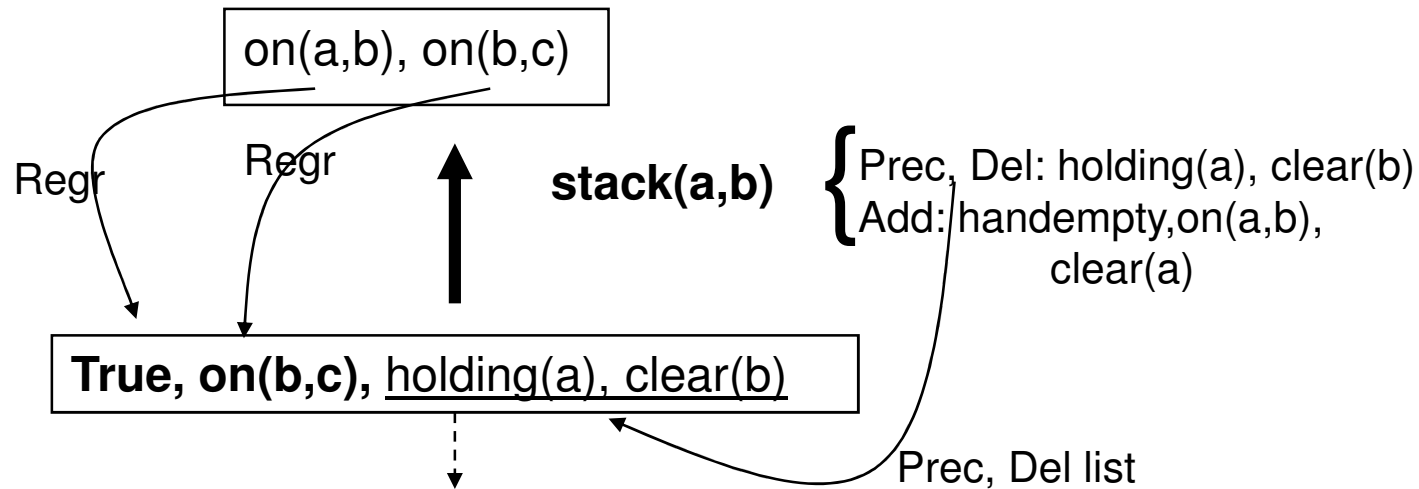 on(a,b), on(b,c)
Regr
Regr
stack(a,b)
Prec, Del: holding(a), clear(b)
Add: handempty,on(a,b),
clear(a)
True, on(b,c), holding(a), clear(b)
Prec, Del list